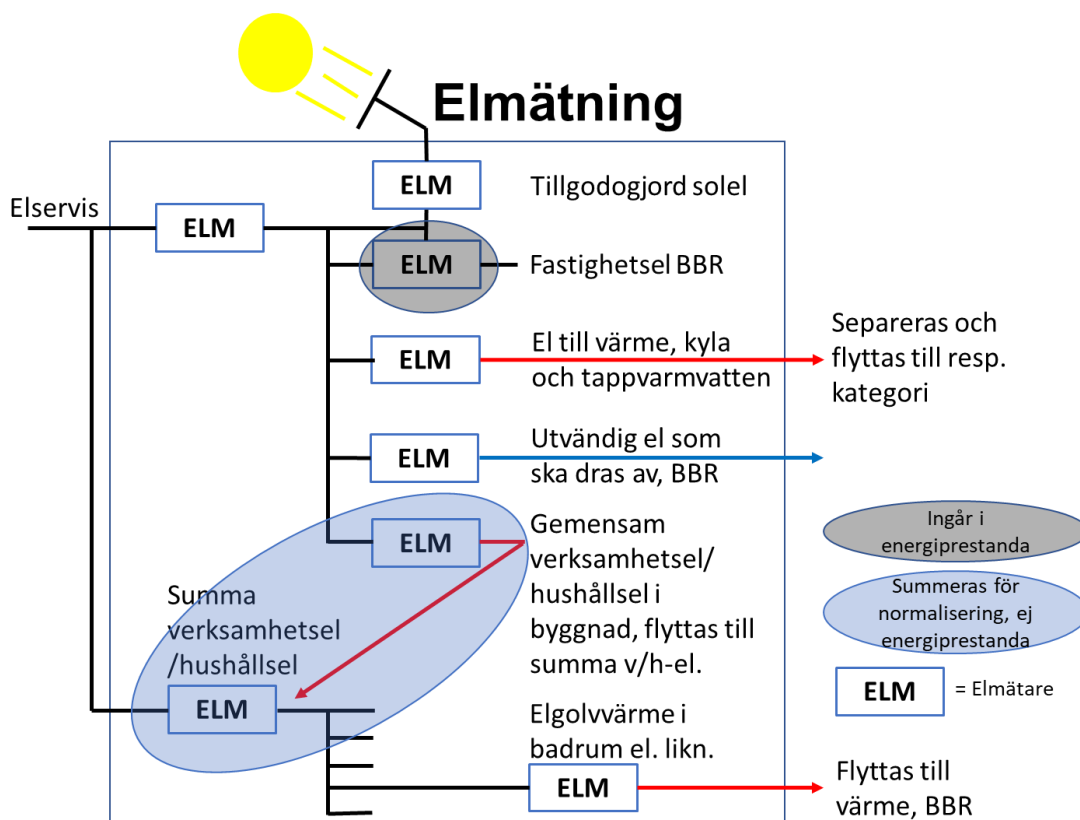 Elmätning
ELM
Tillgodogjord solel
Elservis
ELM
ELM
Fastighetsel BBR
ELM
El till värme, kyla
och tappvarmvatten
Separeras och
flyttas till resp.
kategori
ELM
Utvändig el som
ska dras av, BBR
ELM
Gemensam
verksamhetsel/
hushållsel i
byggnad, flyttas till
summa v/h-el.
Ingår i
energiprestanda
Summa
verksamhetsel
/hushållsel
Summeras för
normalisering, ej
energiprestanda
ELM
ELM
= Elmätare
Elgolvvärme i
badrum el. likn.
ELM
Flyttas till
värme, BBR